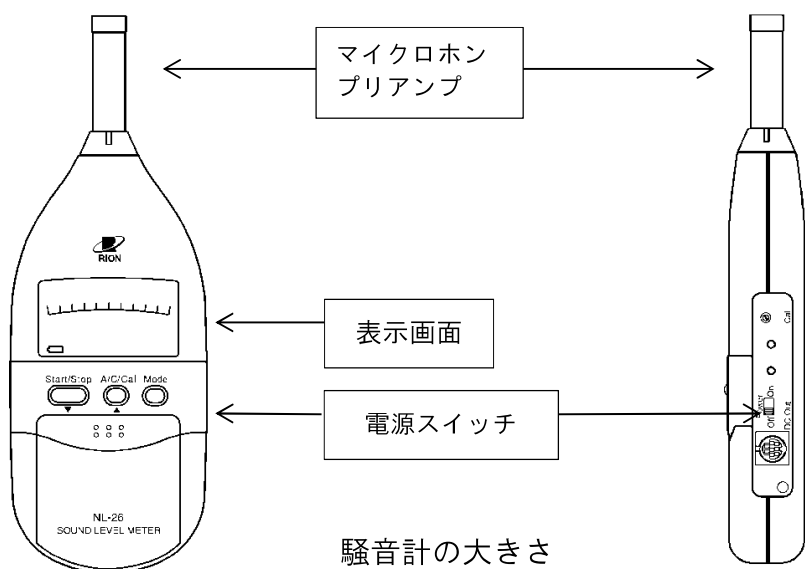 マイクロホン
プリアンプ
RION
表示画面
Start/Stop A/C/Cal Mode
電源スイッチ
NL-26
SOUND LEVEL METER
騒音計の大きさ
Cal
Off On
DC Out